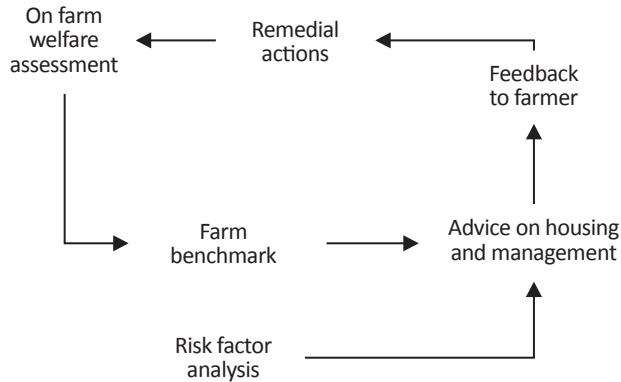 On farm
welfare
assessment
Remedial
actions
Feedback
to farmer
Farm
benchmark
Advice on housing
and management
Risk factor
analysis